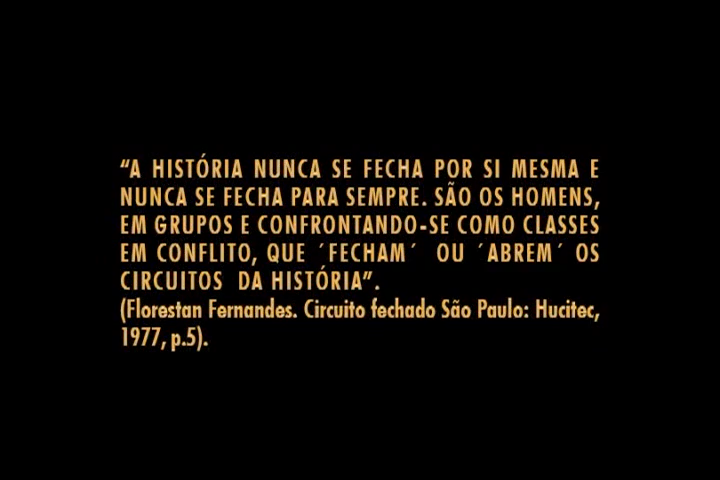 “A HISTÓRIA NUNCA SE FECHA POR SI MESMA E
NUNCA SE FECHA PARA SEMPRE. SÃO OS HOMENS,
EM GRUPOS E CONFRONTANDO-SE COMO CLASSES
EM CONFLITO, QUE ´FECHAM´ OU ´ABREM´ OS
CIRCUITOS DA HISTÓRIA”.
(Florestan Fernandes. Circuito fechado São Paulo: Hucitec,
1977, p.5).